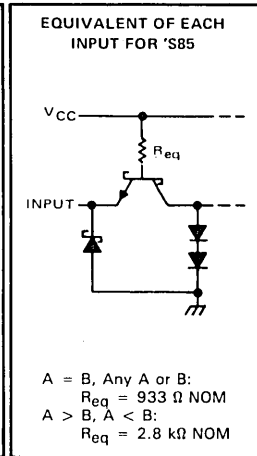 EQUIVALENT OF EACH
INPUT FOR 'S85
VCC
Req
INPUT
A = B, Any A or B:
Req = 933 Ω NOM
A > B, A < B:
Req = 2.8 kΩ NOM